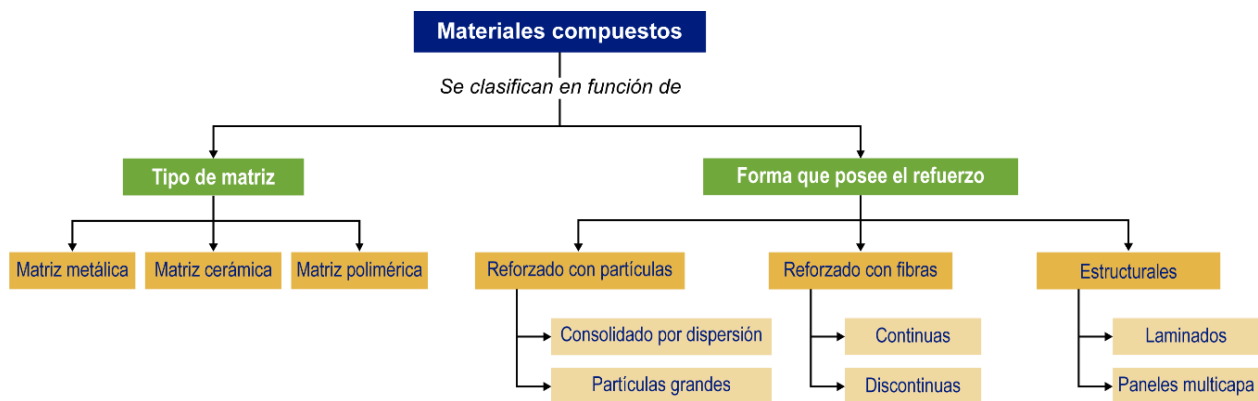 Materiales compuestos
Se clasifican en función de
Tipo de matriz
Forma que posee el refuerzo
Matriz metálica
Matriz cerámica
Matriz polimérica
Reforzado con partículas
Reforzado con fibras
Estructurales
Consolidado por dispersión
Continuas
Laminados
Partículas grandes
Discontinuas
Paneles multicapa